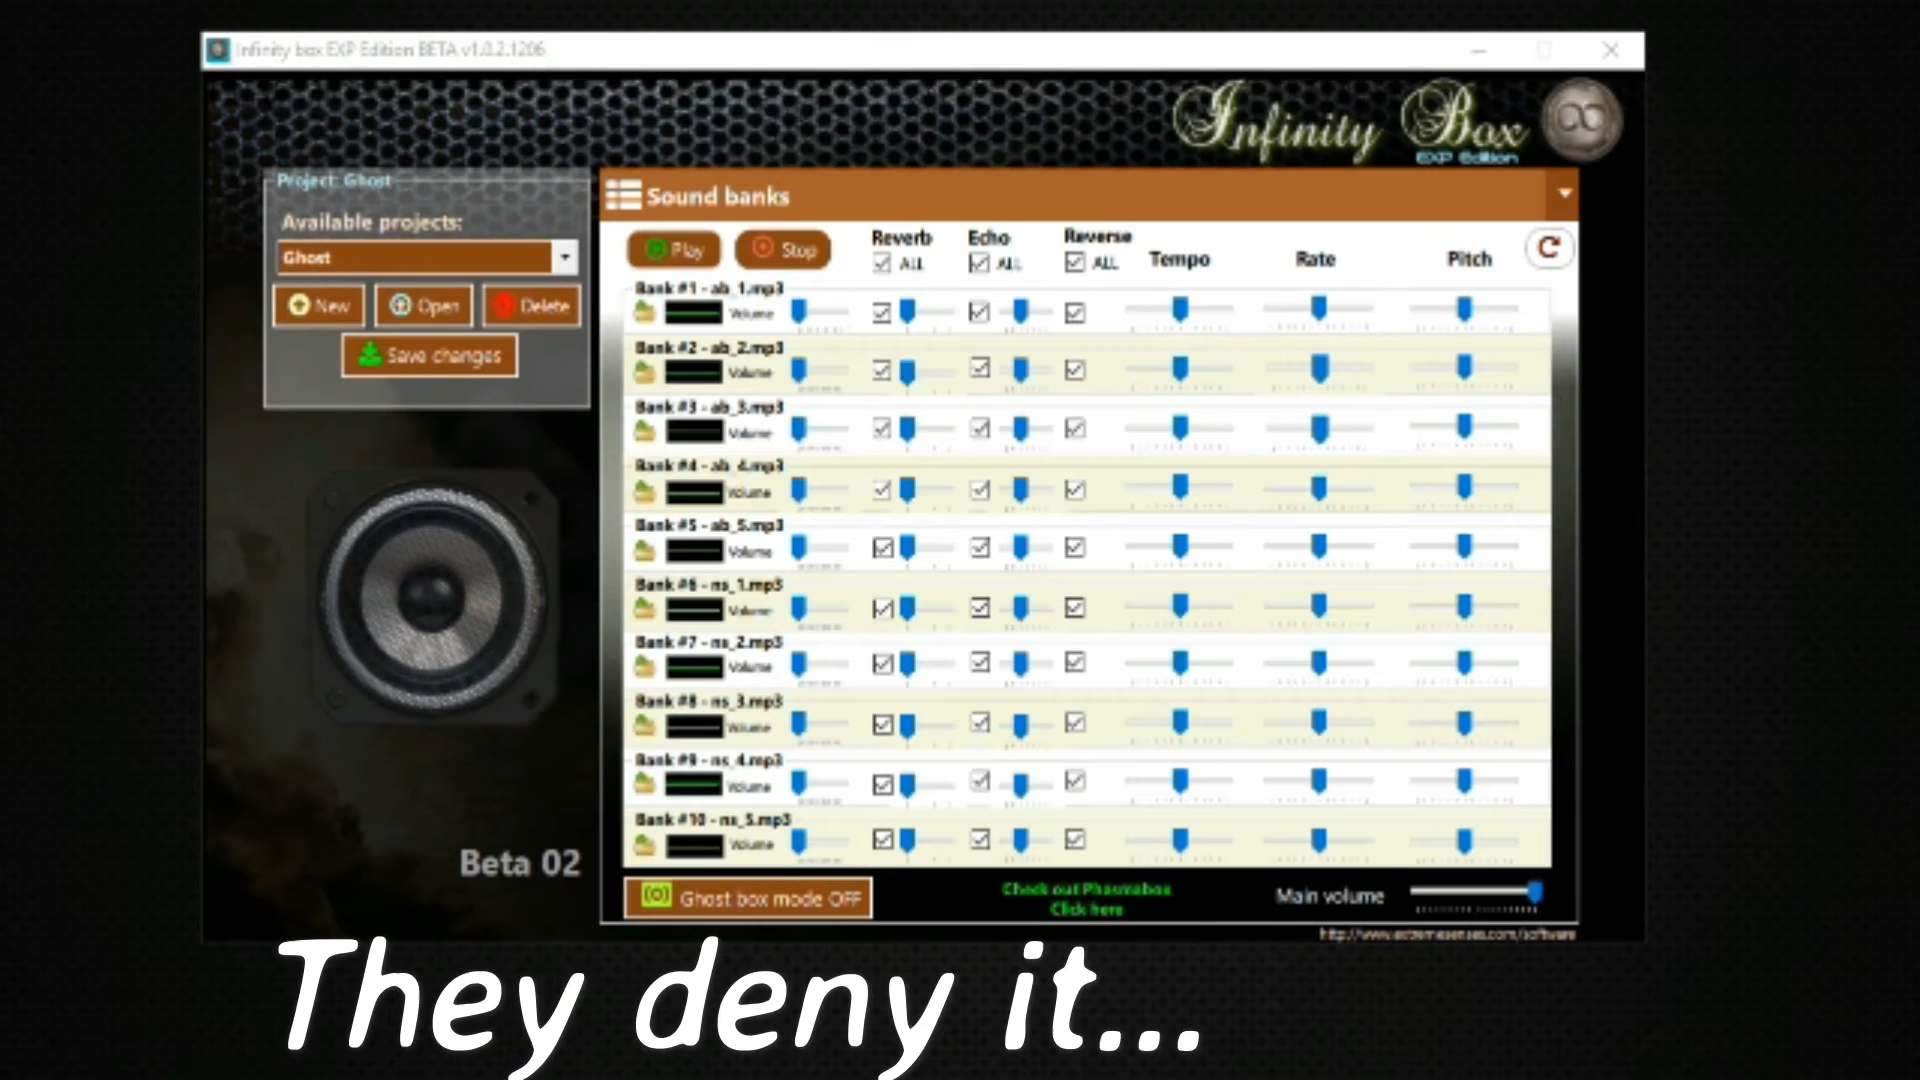 Infinity box EXP Edition BETA v1.0.2.1206
Infinity Box
EXP Edition
Project: Ghost
Available projects:
Ghost
New Open Delete
Save changes
Sound banks
Play Stop
Reverb Echo Reverse
ALL ALL ALL
Tempo Rate Pitch
Bank #1 - ab_1.mp3
Volume
Bank #2 - ab_2.mp3
Volume
Bank #3 - ab_3.mp3
Volume
Bank #4 - ab_4.mp3
Volume
Bank #5 - ab_5.mp3
Volume
Bank #6 - ns_1.mp3
Volume
Bank #7 - ns_2.mp3
Volume
Bank #8 - ns_3.mp3
Volume
Bank #9 - ns_4.mp3
Volume
Bank #10 - ns_5.mp3
Volume
Beta 02
Ghost box mode OFF
Check out Phasmabox
Click here
Main volume
http://www.extremesenses.com/software
They deny it...